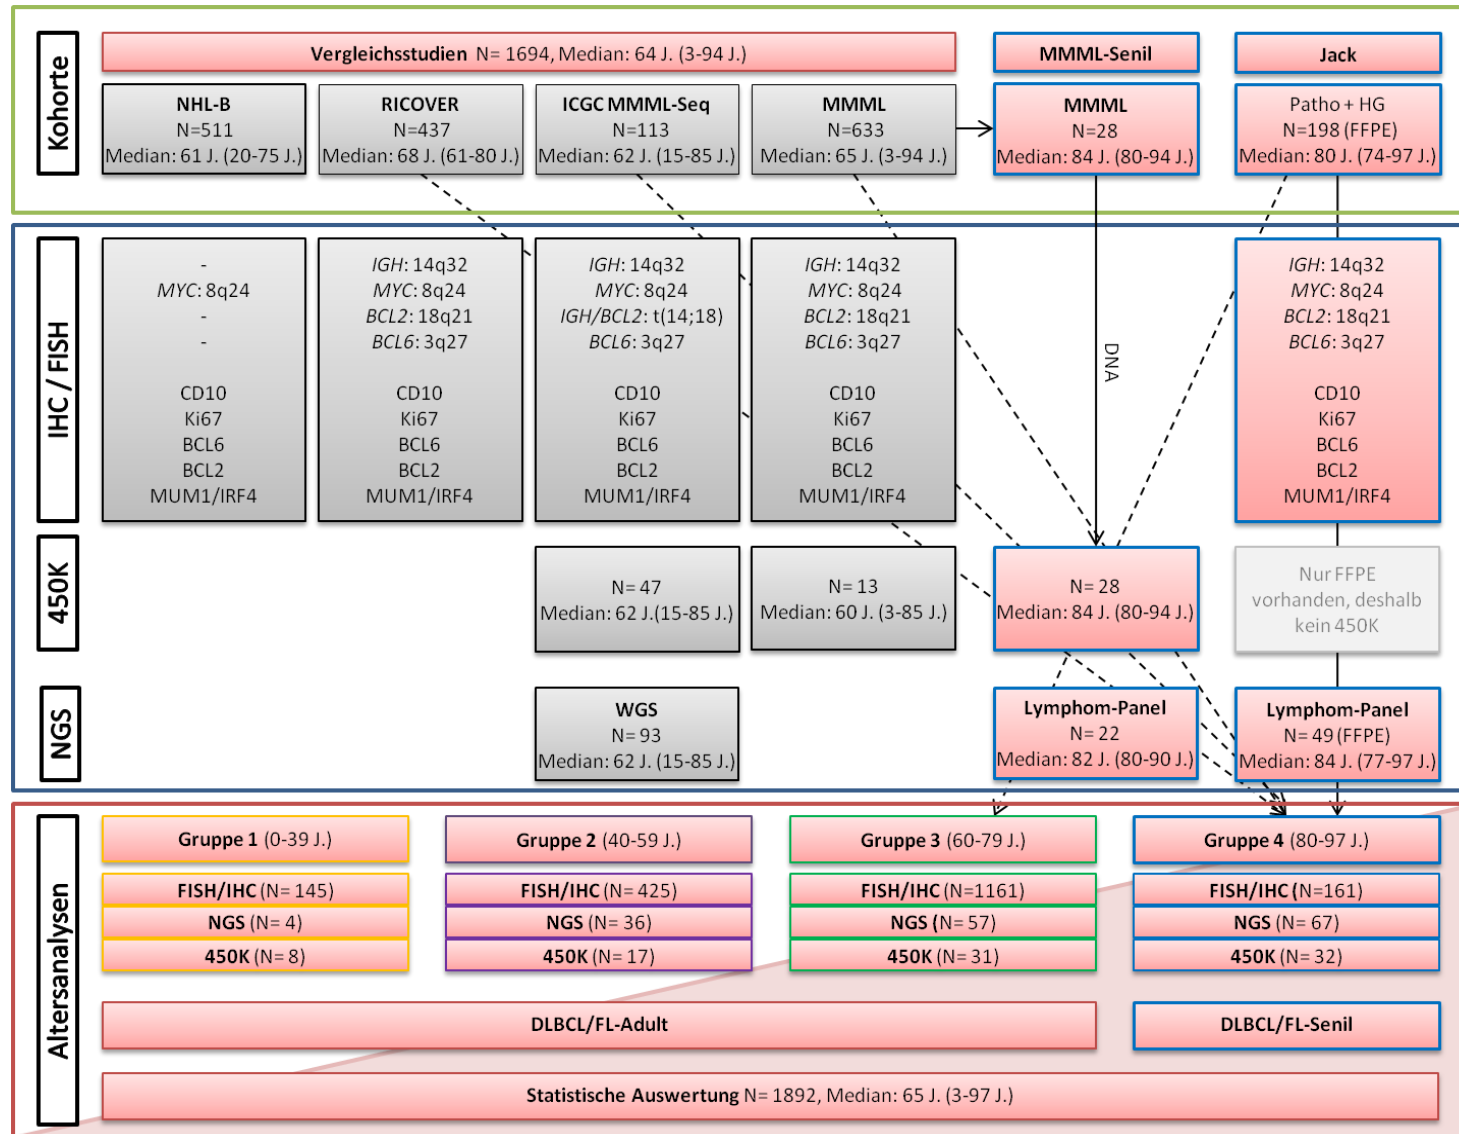 Kohorte
Vergleichsstudien N= 1694, Median: 64 J. (3-94 J.)
MMML-Senil
Jack
NHL-B
N=511
Median: 61 J. (20-75 J.)
RICOVER
N=437
Median: 68 J. (61-80 J.)
ICGC MMML-Seq
N=113
Median: 62 J. (15-85 J.)
MMML
N=633
Median: 65 J. (3-94 J.)
MMML
N=28
Median: 84 J. (80-94 J.)
Patho + HG
N=198 (FFPE)
Median: 80 J. (74-97 J.)
IHC / FISH
-
MYC: 8q24
-
-
CD10
Ki67
BCL6
BCL2
MUM1/IRF4
IGH: 14q32
MYC: 8q24
BCL2: 18q21
BCL6: 3q27
CD10
Ki67
BCL6
BCL2
MUM1/IRF4
IGH: 14q32
MYC: 8q24
IGH/BCL2: t(14;18)
BCL6: 3q27
CD10
Ki67
BCL6
BCL2
MUM1/IRF4
IGH: 14q32
MYC: 8q24
BCL2: 18q21
BCL6: 3q27
CD10
Ki67
BCL6
BCL2
MUM1/IRF4
DNA
IGH: 14q32
MYC: 8q24
BCL2: 18q21
BCL6: 3q27
CD10
Ki67
BCL6
BCL2
MUM1/IRF4
450K
N= 47
Median: 62 J.(15-85 J.)
N= 13
Median: 60 J. (3-85 J.)
N= 28
Median: 84 J. (80-94 J.)
Nur FFPE
vorhanden, deshalb
kein 450K
NGS
WGS
N= 93
Median: 62 J. (15-85 J.)
Lymphom-Panel
N= 22
Median: 82 J. (80-90 J.)
Lymphom-Panel
N= 49 (FFPE)
Median: 84 J. (77-97 J.)
Altersanalysen
Gruppe 1 (0-39 J.)
Gruppe 2 (40-59 J.)
Gruppe 3 (60-79 J.)
Gruppe 4 (80-97 J.)
FISH/IHC (N= 145)
FISH/IHC (N= 425)
FISH/IHC (N=1161)
FISH/IHC (N= 161)
NGS (N= 4)
NGS (N= 36)
NGS (N= 57)
NGS (N= 67)
450K (N= 8)
450K (N= 17)
450K (N= 31)
450K (N= 32)
DLBCL/FL-Adult
DLBCL/FL-Senil
Statistische Auswertung N= 1892, Median: 65 J. (3-97 J.)